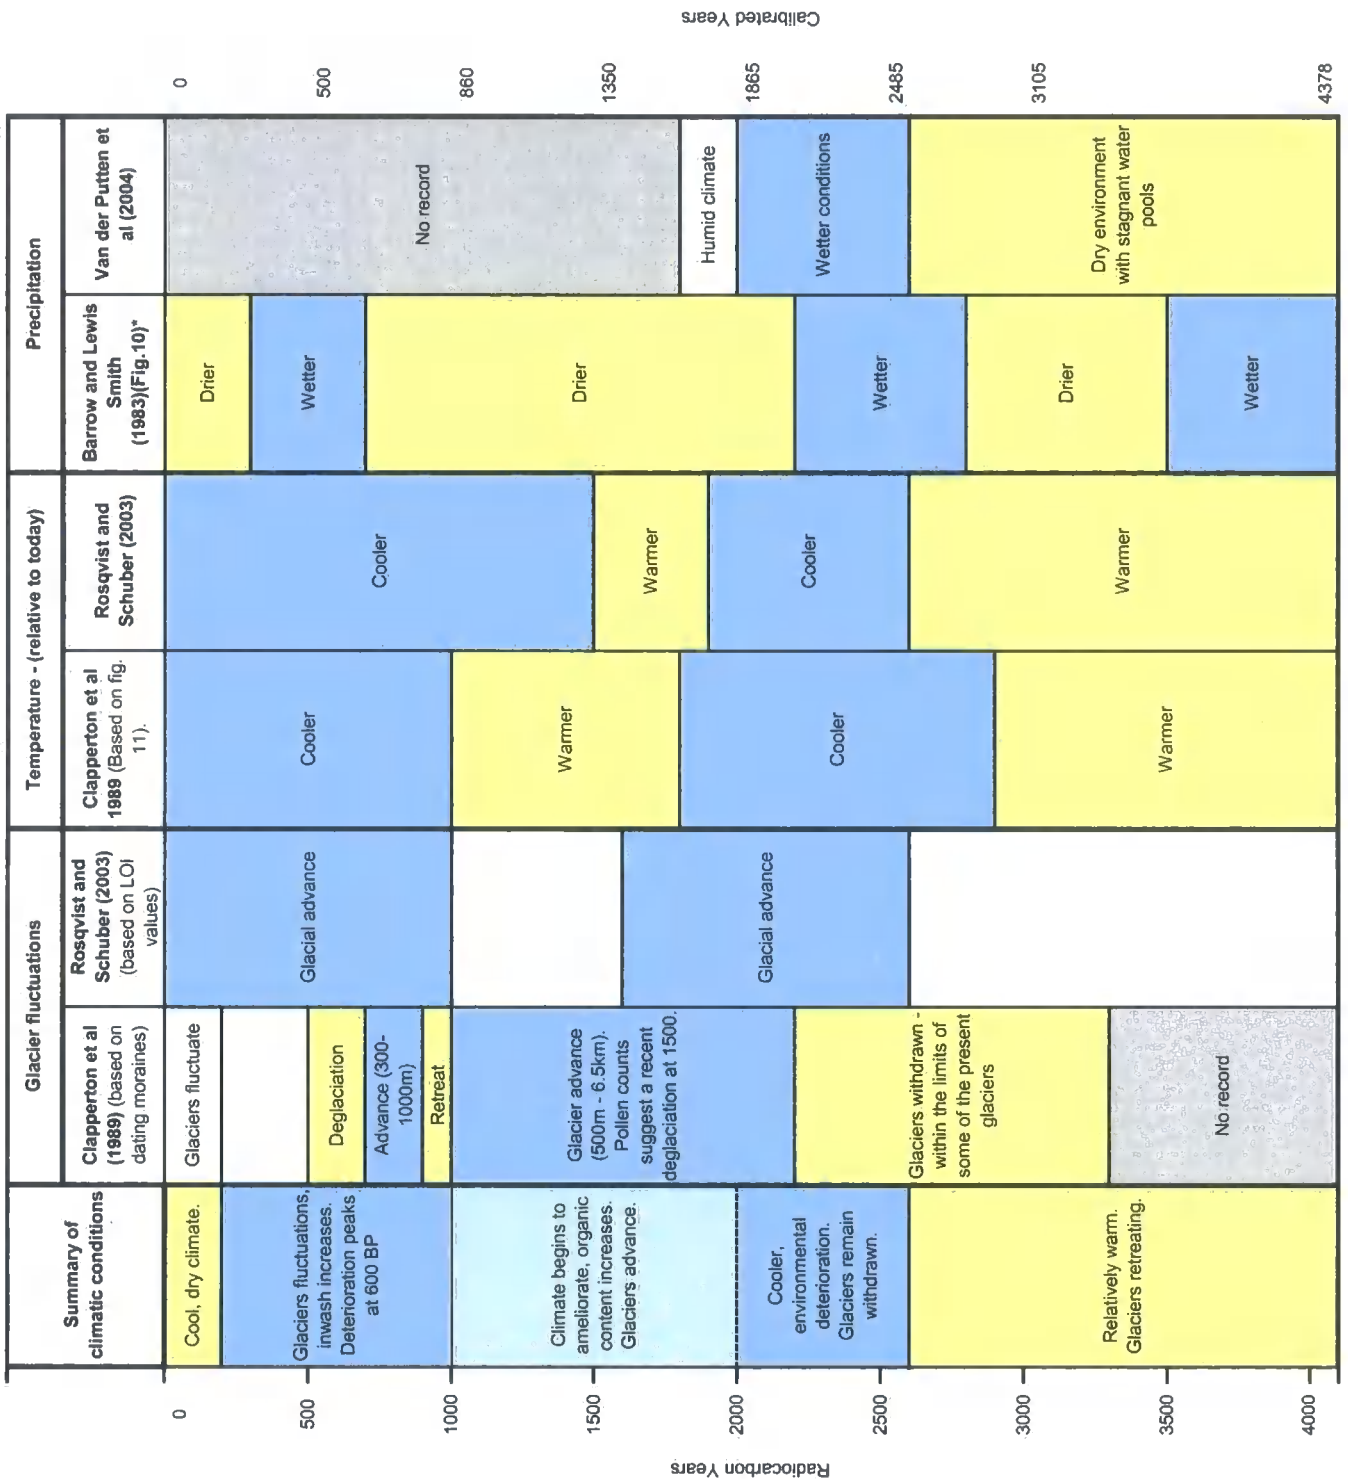 Summary of
climatic conditions
Glacier fluctuations
Clapperton et al
(1989) (based on
dating moraines)
Rosqvist and
Schuber (2003)
(based on LOI
values)
Temperature - (relative to today)
Clapperton et al
1989 (Based on fig.
11).
Rosqvist and
Schuber (2003)
Precipitation
Barrow and Lewis
Smith
(1983)(Fig.10)*
Van der Putten et
al (2004)
Radiocarbon Years
0
500
1000
1500
2000
2500
3000
3500
4000
Cool, dry climate.
Glaciers fluctuations,
inwash increases.
Deterioration peaks
at 600 BP
Climate begins to
ameliorate, organic
content increases.
Glaciers advance.
Cooler,
environmental
deterioration.
Glaciers remain
withdrawn.
Relatively warm.
Glaciers retreating.
Glaciers fluctuate
Deglaciation
Advance (300-
1000m)
Retreat
Glacier advance
(500m - 6.5km).
Pollen counts
suggest a recent
deglaciation at 1500.
Glaciers withdrawn -
within the limits of
some of the present
glaciers
No record
Glacial advance
Glacial advance
Cooler
Warmer
Cooler
Warmer
Cooler
Warmer
Cooler
Warmer
Drier
Wetter
Drier
Wetter
Drier
Wetter
No record
Humid climate
Wetter conditions
Dry environment
with stagnant water
pools
0
500
860
1350
1865
2485
3105
4378
Calibrated Years